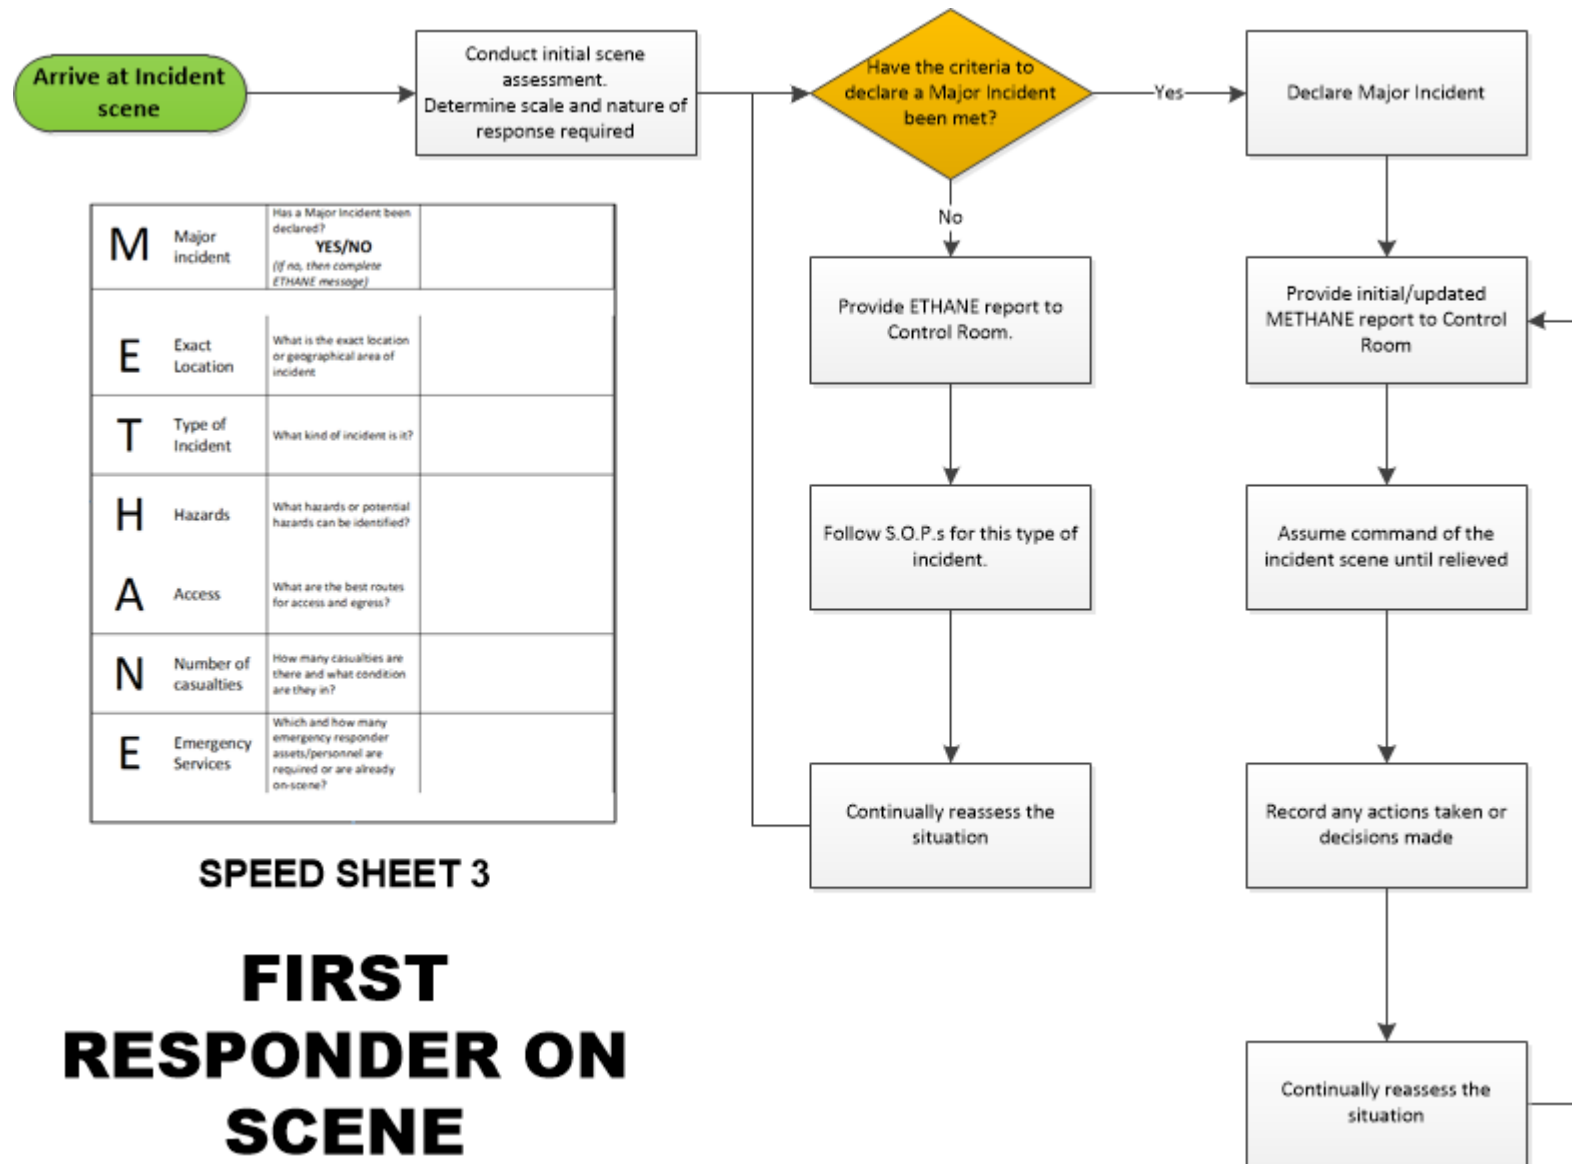 Arrive at Incident
scene
Conduct initial scene
assessment.
Determine scale and nature of
response required
Have the criteria to
declare a Major Incident
been met?
Yes
Declare Major Incident
No
Provide ETHANE report to
Control Room.
Follow S.O.P.s for this type of
incident.
Continually reassess the
situation
Provide initial/updated
METHANE report to Control
Room
Assume command of the
incident scene until relieved
Record any actions taken or
decisions made
Continually reassess the
situation
M
Major
incident
Has a Major Incident been
declared?
YES/NO
(If no, then complete
ETHANE message)
E
Exact
Location
What is the exact location
or geographical area of
incident
T
Type of
Incident
What kind of incident is it?
H
Hazards
What hazards or potential
hazards can be identified?
A
Access
What are the best routes
for access and egress?
N
Number of
casualties
How many casualties are
there and what condition
are they in?
E
Emergency
Services
Which and how many
emergency responder
assets/personnel are
required or are already
on-scene?
SPEED SHEET 3
FIRST
RESPONDER ON
SCENE